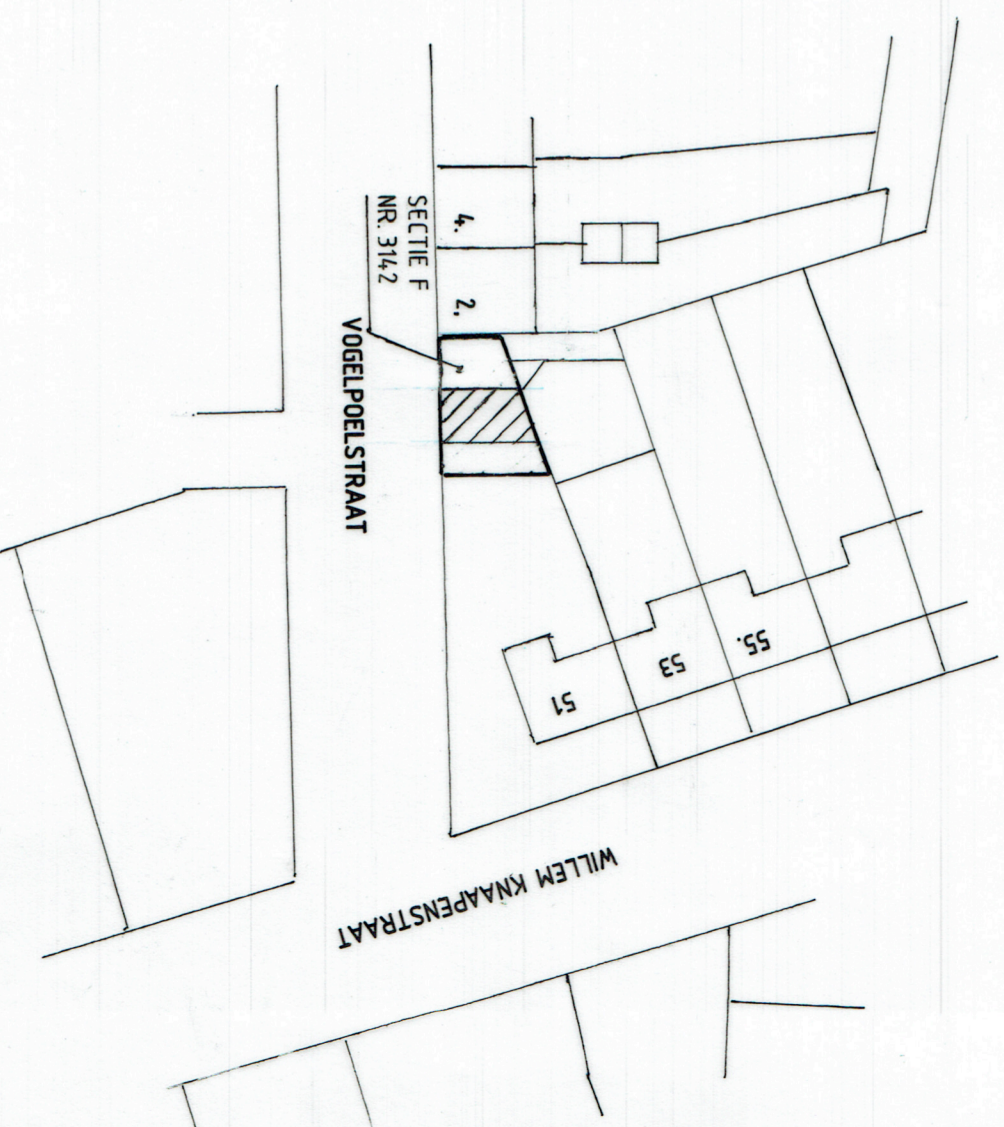 4.
SECTIE F
NR. 3142
2.
VOGELPOELSTRAAT
55.
53
51
WILLEM KNAAPENSTRAAT